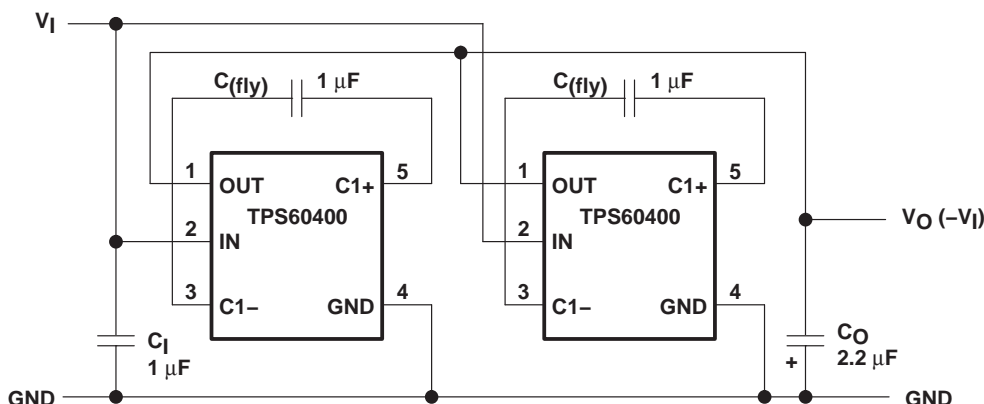 VI
C(fly) 1 μF
C(fly) 1 μF
1 OUT C1+ 5
TPS60400
2 IN
3 C1− GND 4
1 OUT C1+ 5
TPS60400
2 IN
3 C1− GND 4
VO (−VI)
CI
1 μF
CO
+ 2.2 μF
GND
GND